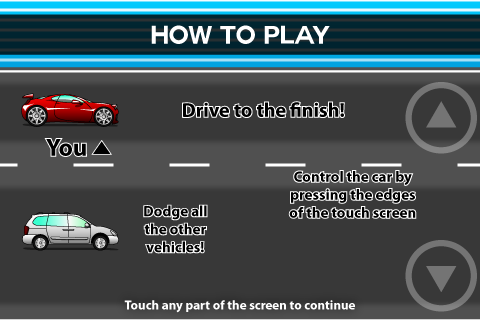 HOW TO PLAY
Drive to the finish!
You
Control the car by
pressing the edges
of the touch screen
Dodge all
the other
vehicles!
Touch any part of the screen to continue